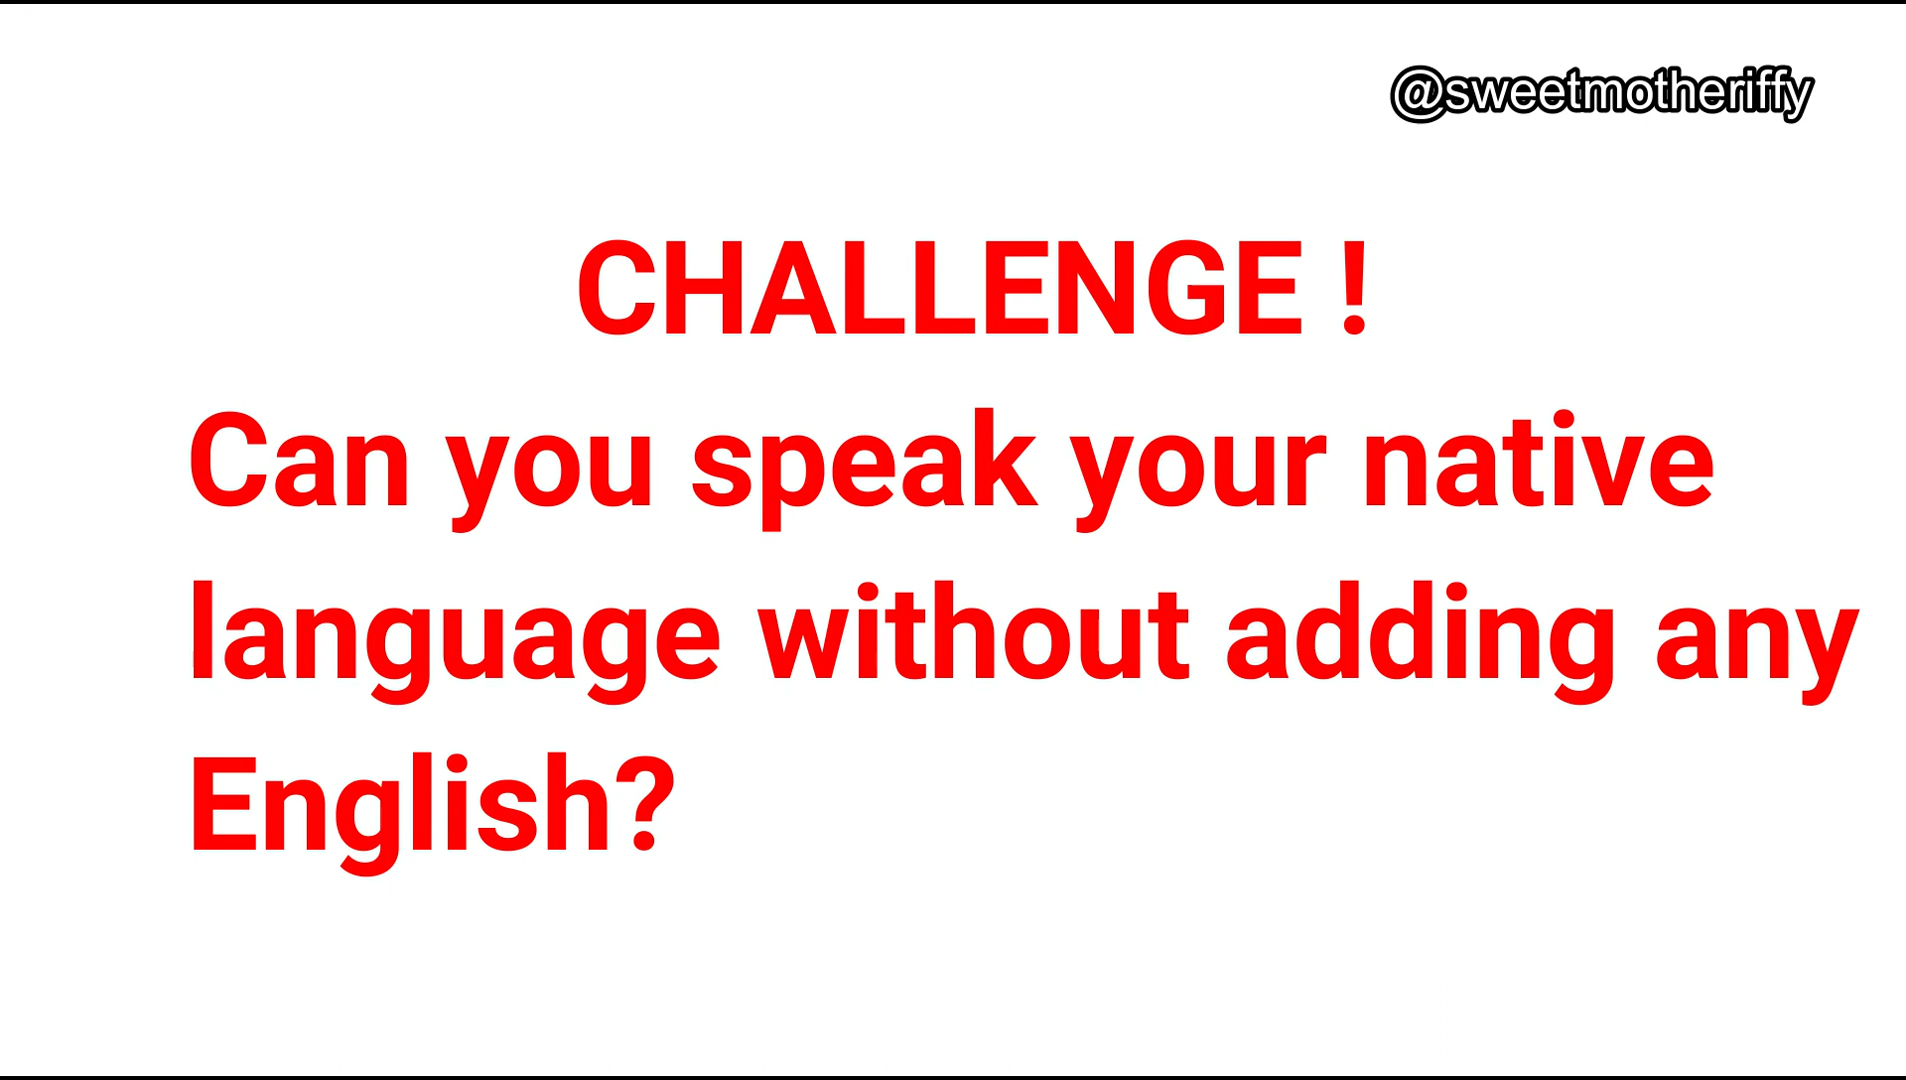 @sweetmotheriffy
CHALLENGE !
Can you speak your native
language without adding any
English?